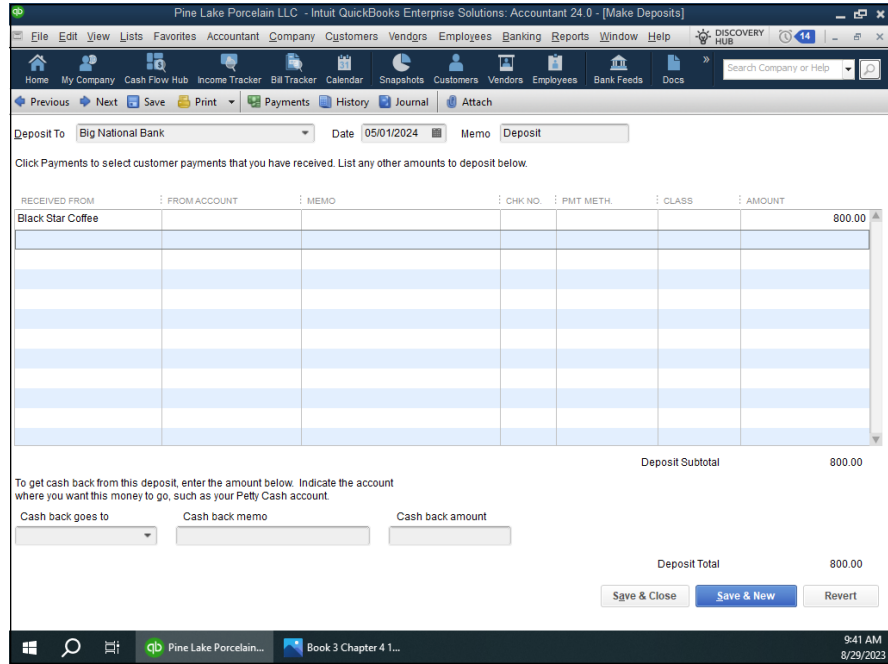 qb Pine Lake Porcelain LLC - Intuit QuickBooks Enterprise Solutions: Accountant 24.0 - [Make Deposits]
File Edit View Lists Favorites Accountant Company Customers Vendors Employees Banking Reports Window Help DISCOVERY HUB 14
Home My Company Cash Flow Hub Income Tracker Bill Tracker Calendar Snapshots Customers Vendors Employees Bank Feeds Docs » Search Company or Help
Previous Next Save Print Payments History Journal Attach
Deposit To Big National Bank Date 05/01/2024 Memo Deposit
Click Payments to select customer payments that you have received. List any other amounts to deposit below.
RECEIVED FROM FROM ACCOUNT MEMO CHK NO. PMT METH. CLASS AMOUNT
Black Star Coffee 800.00
Deposit Subtotal 800.00
To get cash back from this deposit, enter the amount below. Indicate the account
where you want this money to go, such as your Petty Cash account.
Cash back goes to Cash back memo Cash back amount
Deposit Total 800.00
Save & Close Save & New Revert
qb Pine Lake Porcelain... Book 3 Chapter 4 1... 9:41 AM
8/29/2023